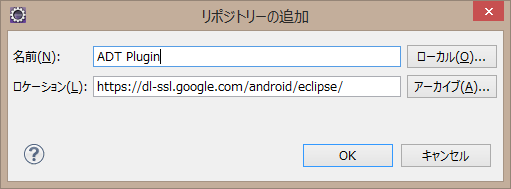 リポジトリーの追加
名前(N): ADT Plugin ローカル(O)...
ロケーション(L): https://dl-ssl.google.com/android/eclipse/ アーカイブ(A)...
OK キャンセル